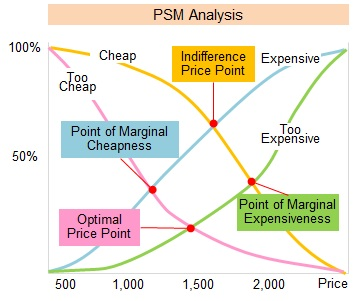 PSM Analysis
100%
Cheap
Indifference
Price Point
Expensive
Too
Cheap
Point of Marginal
Cheapness
Too
Expensive
50%
Optimal
Price Point
Point of Marginal
Expensiveness
500
1,000
1,500
2,000
Price